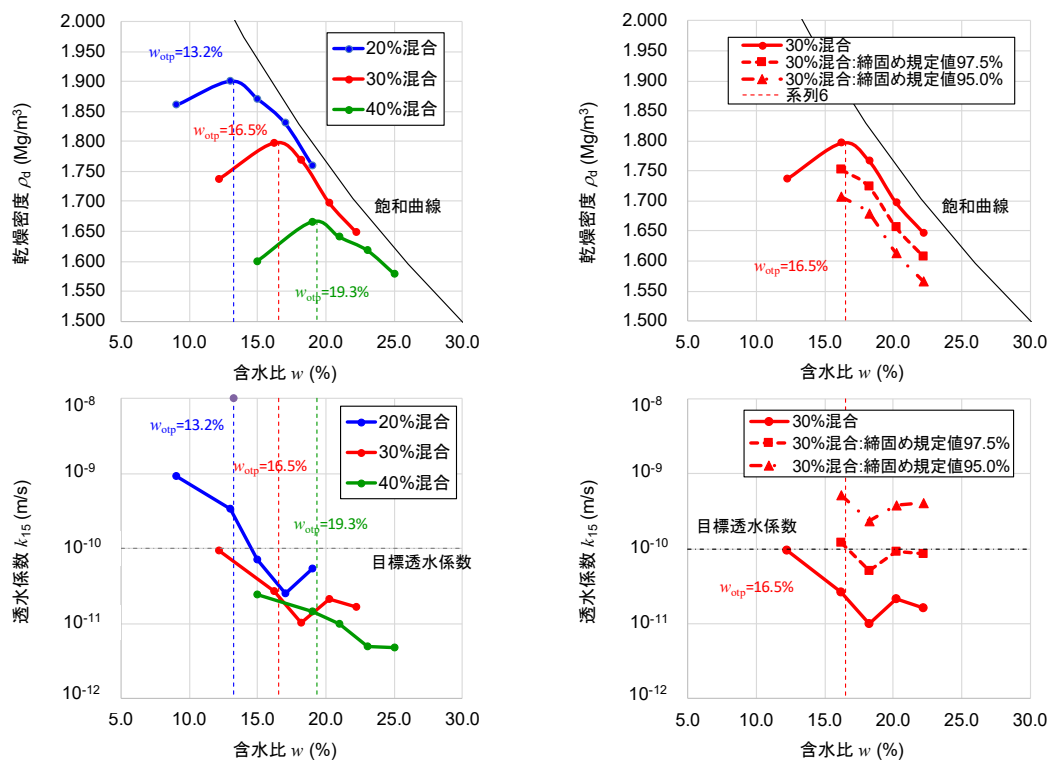 2.000
1.950
1.900
1.850
1.800
1.750
1.700
1.650
1.600
1.550
1.500
乾燥密度 ρd (Mg/m³)
wotp=13.2%
wotp=16.5%
wotp=19.3%
20%混合
30%混合
40%混合
飽和曲線
5.0 10.0 15.0 20.0 25.0 30.0
含水比 w (%)
2.000
1.950
1.900
1.850
1.800
1.750
1.700
1.650
1.600
1.550
1.500
乾燥密度 ρd (Mg/m³)
30%混合
30%混合:締固め規定値97.5%
30%混合:締固め規定値95.0%
系列6
飽和曲線
wotp=16.5%
5.0 10.0 15.0 20.0 25.0 30.0
含水比 w (%)
10⁻⁸
10⁻⁹
10⁻¹⁰
10⁻¹¹
10⁻¹²
透水係数 k₁₅ (m/s)
wotp=13.2%
wotp=16.5%
wotp=19.3%
20%混合
30%混合
40%混合
目標透水係数
5.0 10.0 15.0 20.0 25.0 30.0
含水比 w (%)
10⁻⁸
10⁻⁹
10⁻¹⁰
10⁻¹¹
10⁻¹²
透水係数 k₁₅ (m/s)
30%混合
30%混合:締固め規定値97.5%
30%混合:締固め規定値95.0%
目標透水係数
wotp=16.5%
5.0 10.0 15.0 20.0 25.0 30.0
含水比 w (%)